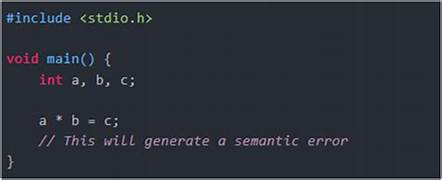 #include <stdio.h>
void main() {
int a, b, c;
a * b = c;
// This will generate a semantic error
}